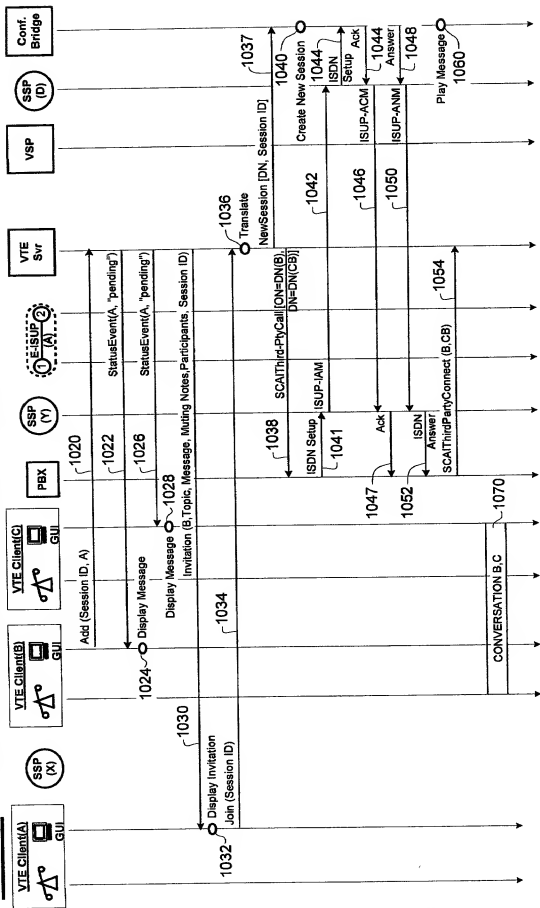 VTE Client(A)
GUI
SSP
(X)
VTE Client(B)
GUI
VTE Client(C)
GUI
PBX
SSP
(Y)
E-ISUP
1
2
(A)
VTE
Svr
VSP
SSP
(D)
Conf.
Bridge
Add (Session ID, A)
1020
StatusEvent(A, "pending")
1022
Display Message
1024
StatusEvent(A, "pending")
1026
Display Message
1028
Invitation (B,Topic, Message, Muting Notes,Participants, Session ID)
1030
Display Invitation
1032
Join (Session ID)
1034
Translate
1036
NewSession [DN, Session ID]
1037
SCAIThird-PtyCall [ON=DN((B),
DN=DN(CB)]
1038
Create New Session
1040
ISDN Setup
1041
ISUP-IAM
1042
ISDN
Setup
1044
Ack
1044
ISUP-ACM
1046
Ack
1047
Answer
1048
ISUP-ANM
1050
ISDN
Answer
1052
SCAIThirdPartyConnect (B,CB)
1054
Play Message
1060
CONVERSATION B,C
1070